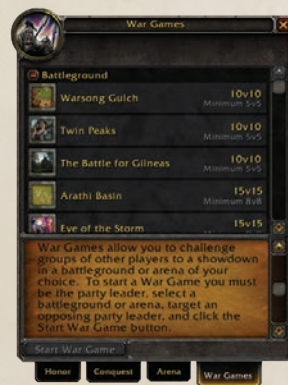 War Games
Battleground
Warsong Gulch 10v10
Minimum 5v5
Twin Peaks 10v10
Minimum 5v5
The Battle for Gilneas 10v10
Minimum 5v5
Arathi Basin 15v15
Minimum 8v8
Eye of the Storm 15v15
War Games allow you to challenge
groups of other players to a showdown
in a battleground or arena of your
choice. To start a War Game you must
be the party leader, select a
battleground or arena, target an
opposing party leader, and click the
Start War Game button.
Start War Game
Honor Conquest Arena War Games